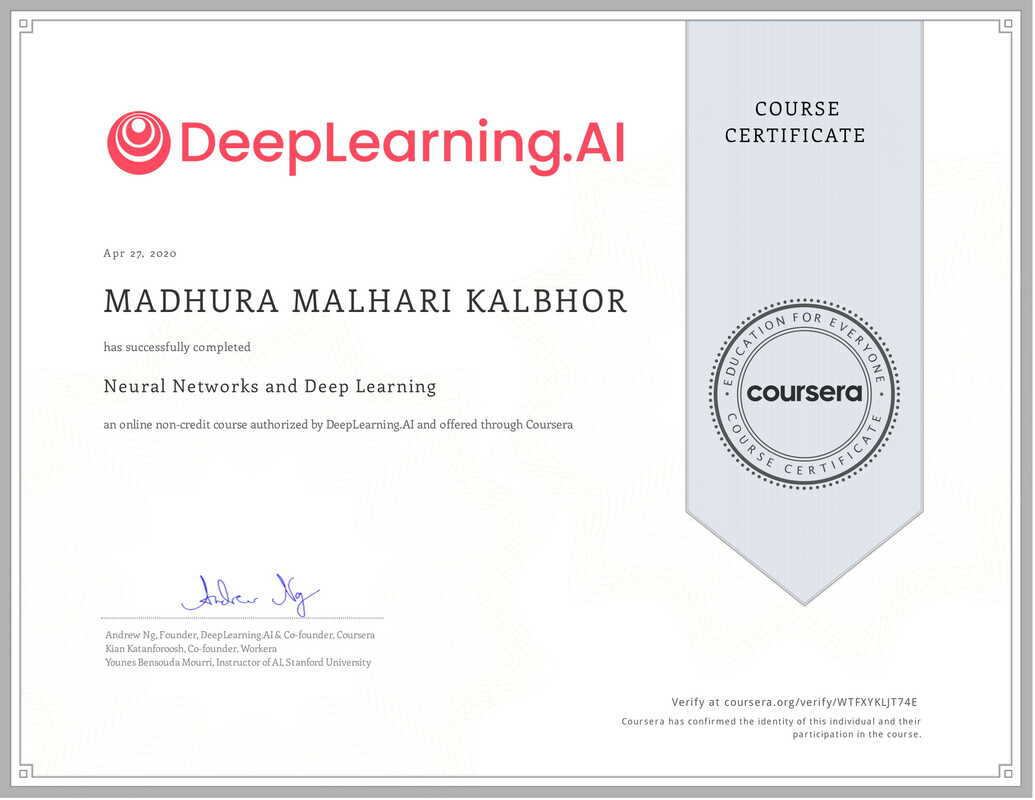 DeepLearning.AI
COURSE
CERTIFICATE
Apr 27, 2020
MADHURA MALHARI KALBHOR
has successfully completed
Neural Networks and Deep Learning
an online non-credit course authorized by DeepLearning.AI and offered through Coursera
EDUCATION FOR EVERYONE
coursera
COURSE CERTIFICATE
Andrew Ng
Andrew Ng, Founder, DeepLearning.AI & Co-founder, Coursera
Kian Katanforoosh, Co-founder, Workera
Younes Bensouda Mourri, Instructor of AI, Stanford University
Verify at coursera.org/verify/WTFXYKLJT74E
Coursera has confirmed the identity of this individual and their
participation in the course.